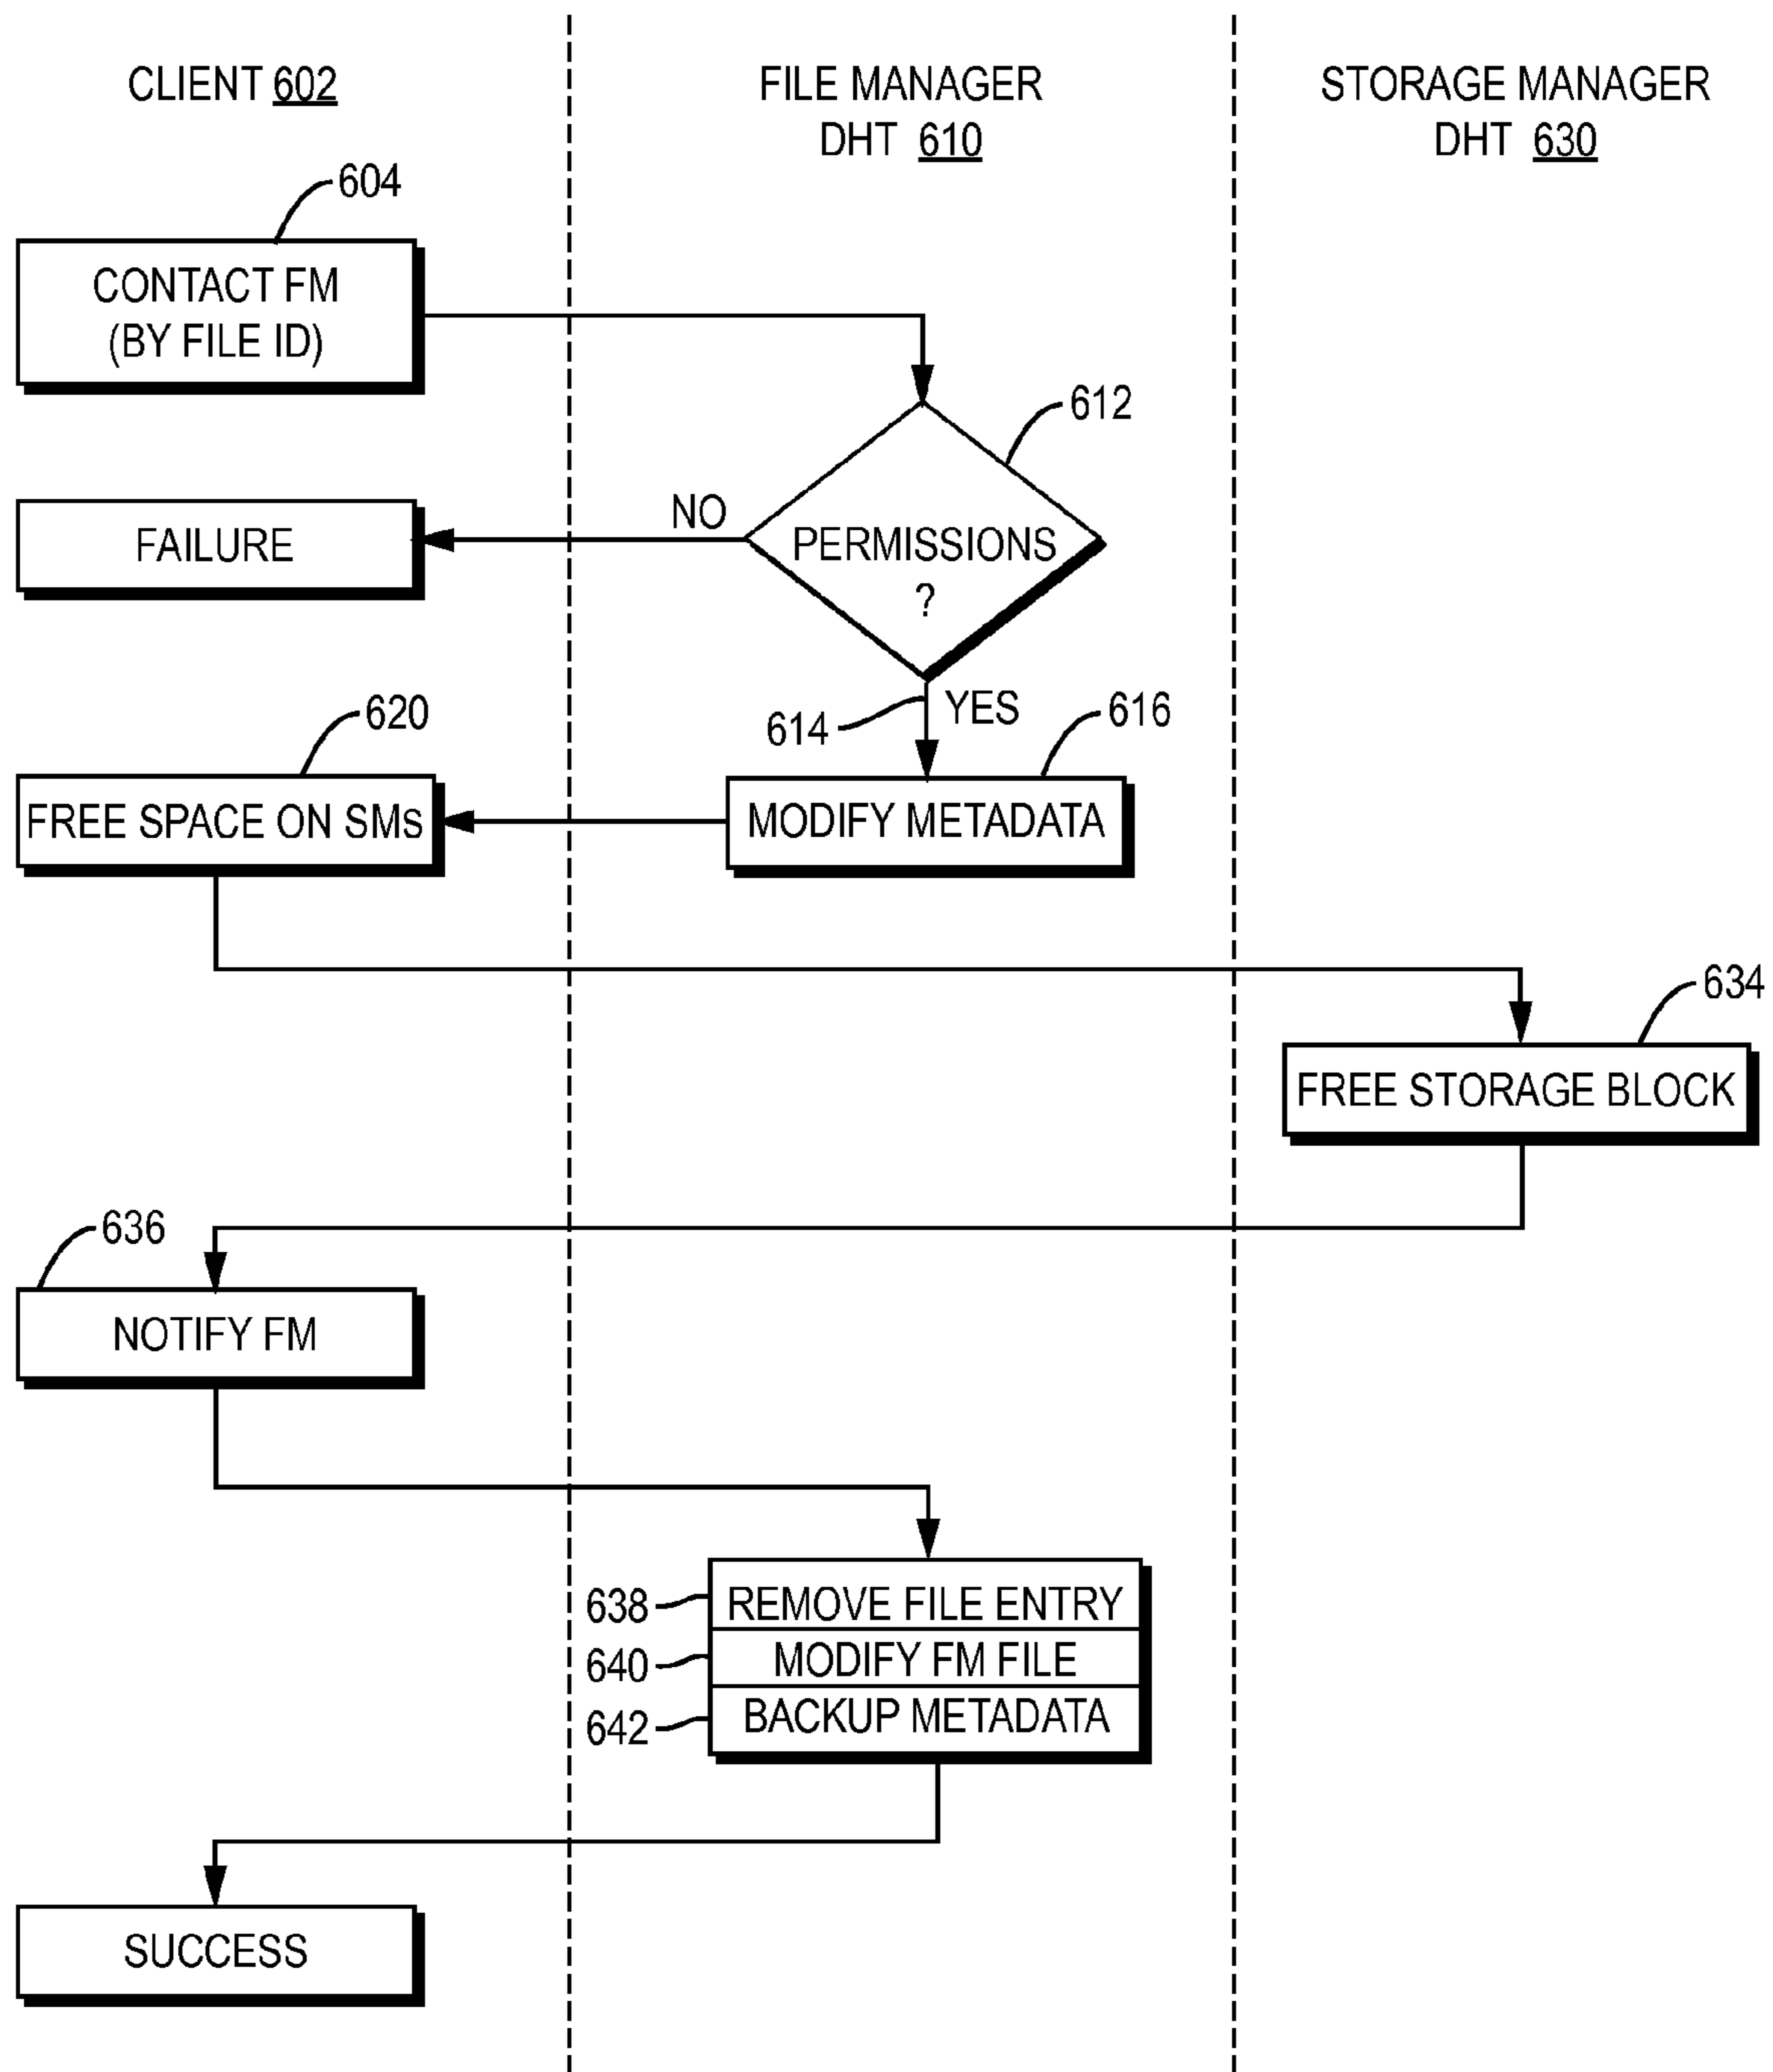 CLIENT 602
FILE MANAGER
DHT 610
STORAGE MANAGER
DHT 630
604
CONTACT FM
(BY FILE ID)
612
NO
PERMISSIONS
?
FAILURE
614
YES
616
620
FREE SPACE ON SMs
MODIFY METADATA
634
FREE STORAGE BLOCK
636
NOTIFY FM
638
REMOVE FILE ENTRY
640
MODIFY FM FILE
642
BACKUP METADATA
SUCCESS